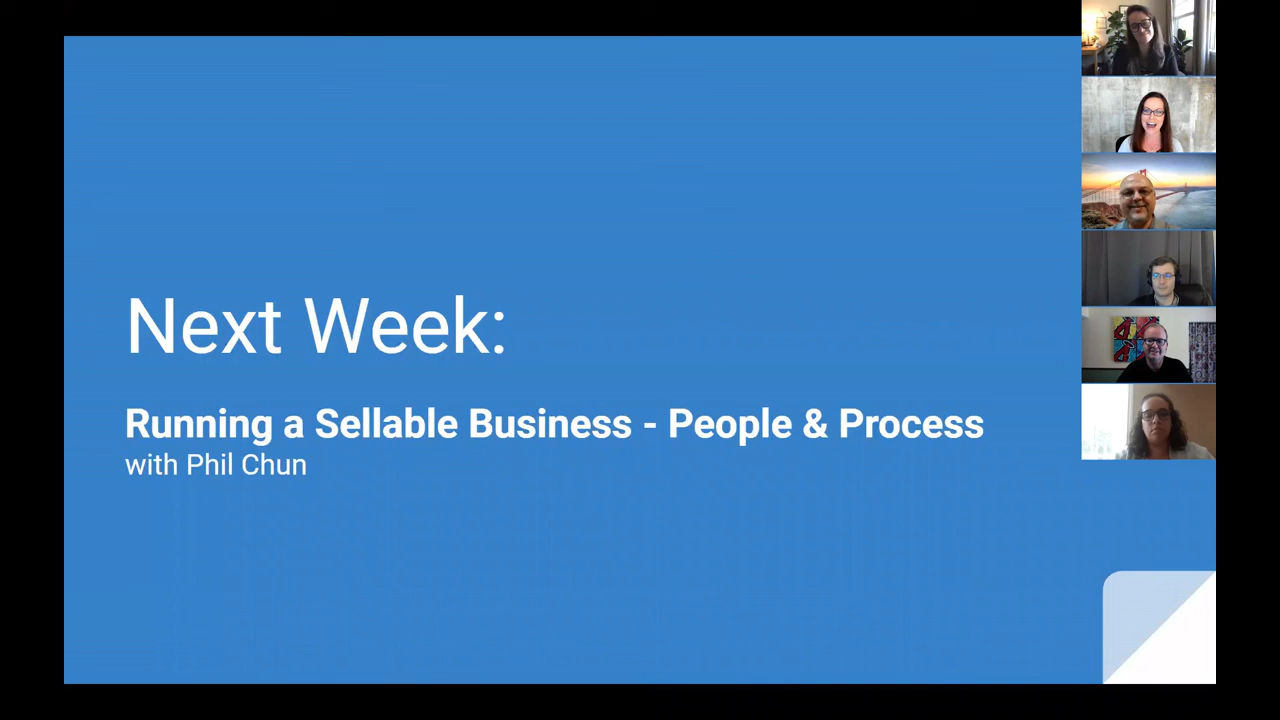 Next Week:
Running a Sellable Business - People & Process
with Phil Chun